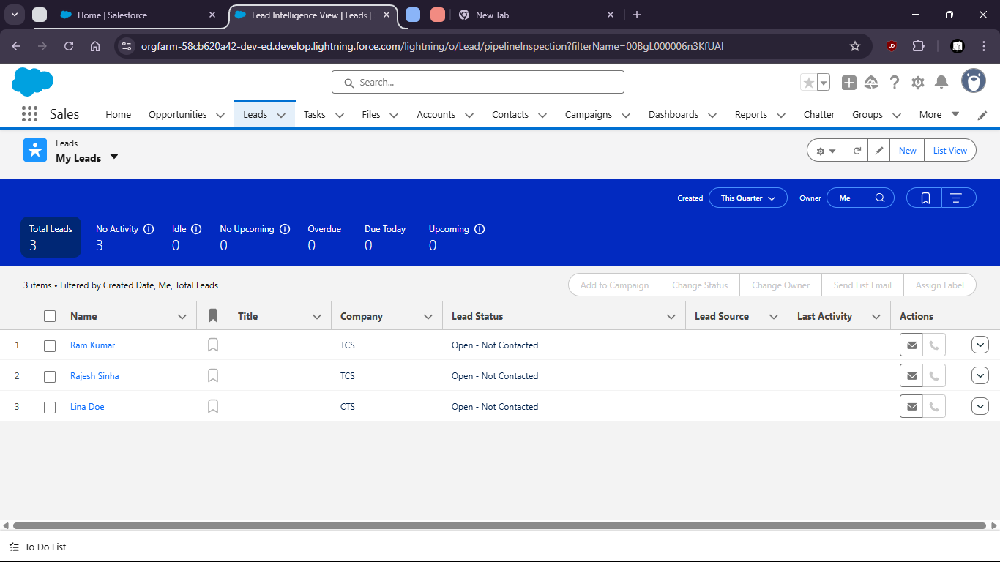 Home | Salesforce
Lead Intelligence View | Leads |
New Tab
orgfarm-58cb620a42-dev-ed.develop.lightning.force.com/lightning/o/Lead/pipelineInspection?filterName=00BgL000006n3KfUAI
Search...
Sales Home Opportunities Leads Tasks Files Accounts Contacts Campaigns Dashboards Reports Chatter Groups More
Leads
My Leads
New List View
Created This Quarter Owner Me
Total Leads No Activity Idle No Upcoming Overdue Due Today Upcoming
3 3 0 0 0 0 0
3 items • Filtered by Created Date, Me, Total Leads
Add to Campaign Change Status Change Owner Send List Email Assign Label
Name Title Company Lead Status Lead Source Last Activity Actions
1 Ram Kumar TCS Open - Not Contacted
2 Rajesh Sinha TCS Open - Not Contacted
3 Lina Doe CTS Open - Not Contacted
To Do List